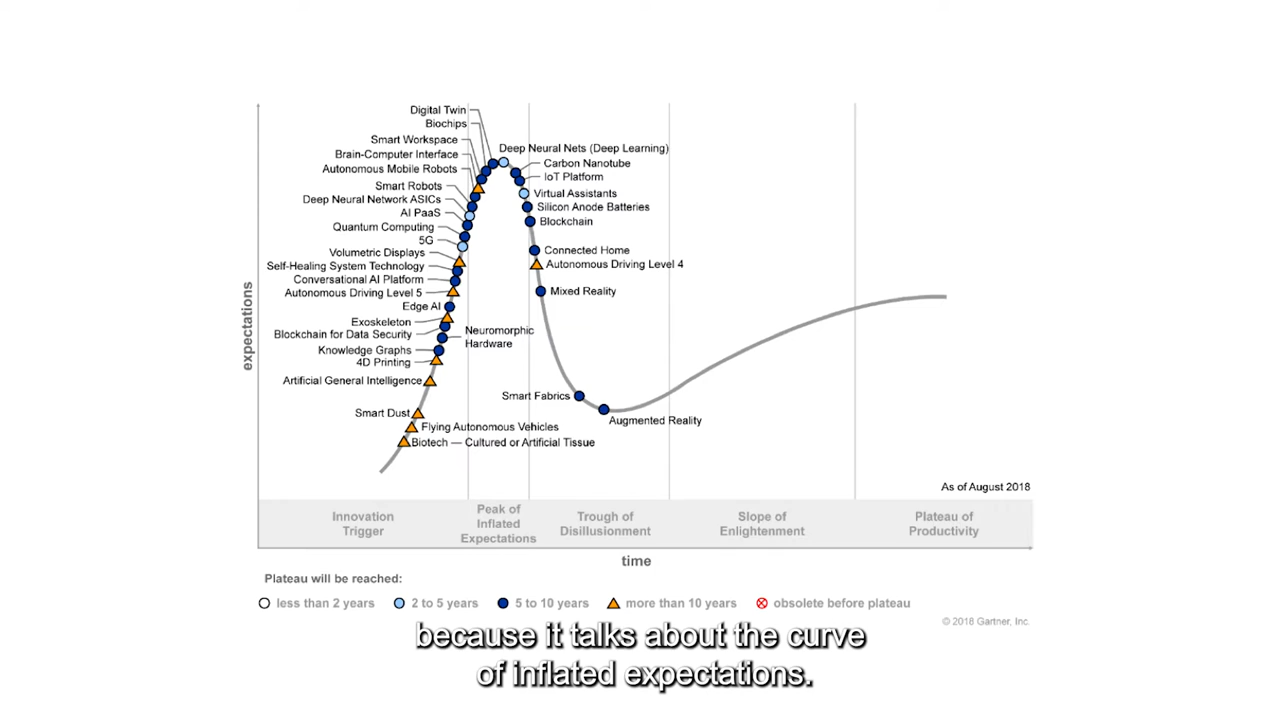 Digital Twin
Biochips
Smart Workspace
Brain-Computer Interface
Autonomous Mobile Robots
Smart Robots
Deep Neural Network ASICs
AI PaaS
Quantum Computing
5G
Volumetric Displays
Self-Healing System Technology
Conversational AI Platform
Autonomous Driving Level 5
Edge AI
Exoskeleton
Blockchain for Data Security
Neuromorphic
Hardware
Knowledge Graphs
4D Printing
Artificial General Intelligence
Smart Dust
Flying Autonomous Vehicles
Biotech — Cultured or Artificial Tissue
Deep Neural Nets (Deep Learning)
Carbon Nanotube
IoT Platform
Virtual Assistants
Silicon Anode Batteries
Blockchain
Connected Home
Autonomous Driving Level 4
Mixed Reality
Smart Fabrics
Augmented Reality
expectations
As of August 2018
Innovation
Trigger
Peak of
Inflated
Expectations
Trough of
Disillusionment
Slope of
Enlightenment
Plateau of
Productivity
time
Plateau will be reached:
less than 2 years
2 to 5 years
5 to 10 years
more than 10 years
obsolete before plateau
© 2018 Gartner, Inc.
because it talks about the curve
of inflated expectations.